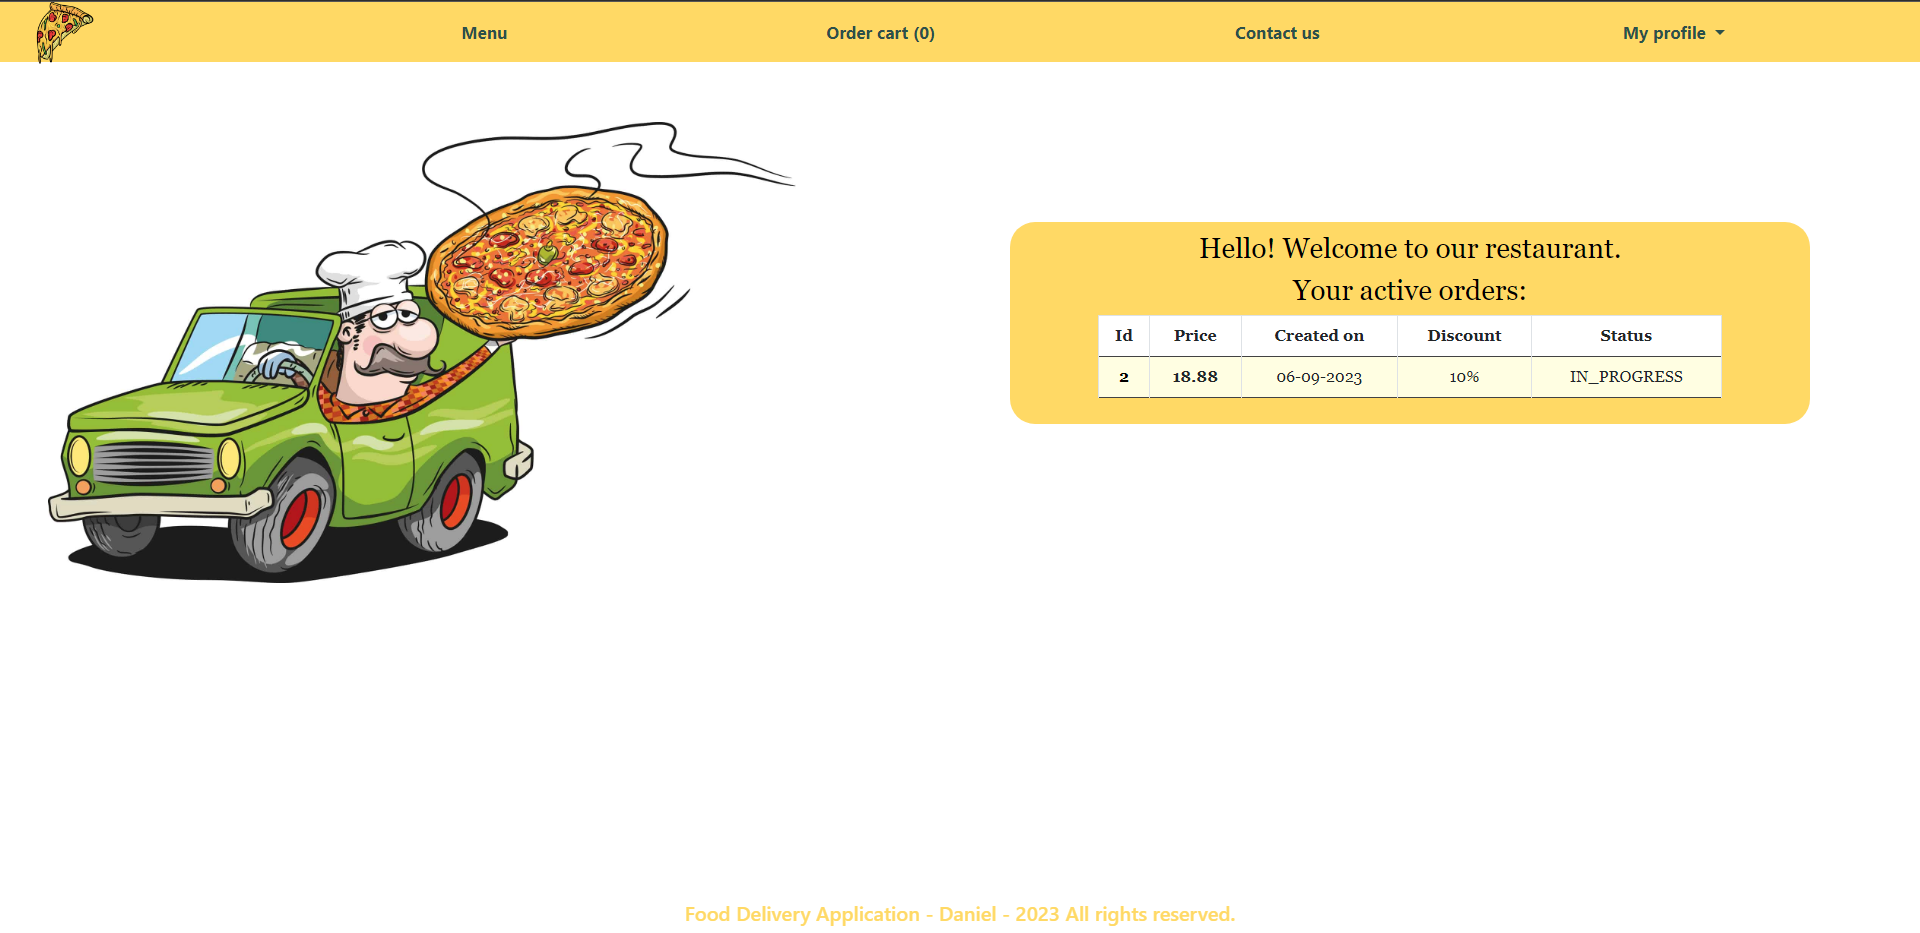 Menu Order cart (0) Contact us My profile
Hello! Welcome to our restaurant.
Your active orders:
Id Price Created on Discount Status
2 18.88 06-09-2023 10% IN_PROGRESS
Food Delivery Application - Daniel - 2023 All rights reserved.